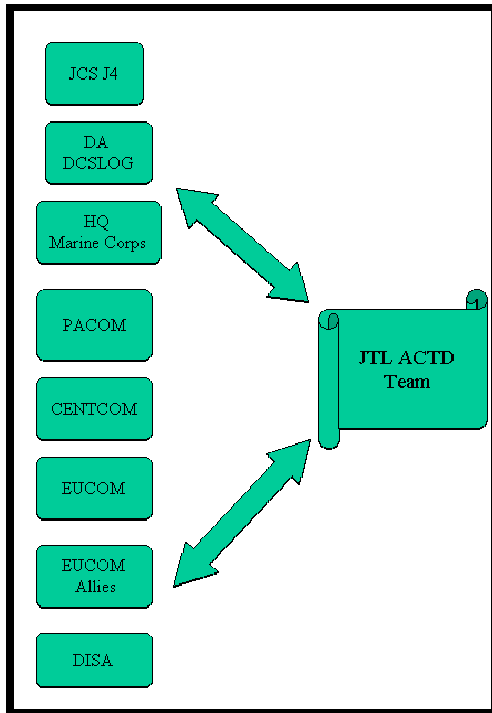 JCS J4
DA
DCSLOG
HQ
Marine Corps
PACOM
CENTCOM
EUCOM
EUCOM
Allies
DISA
JTL ACTD
Team